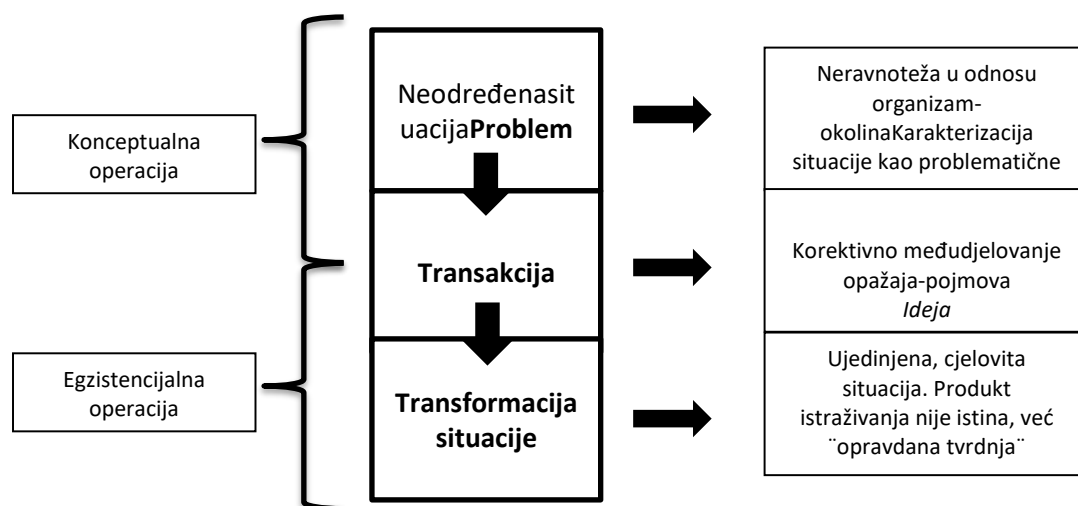 Konceptualna
operacija
Egzistencijalna
operacija
Neodređenasit
uacijaProblem
Transakcija
Transformacija
situacije
Neravnoteža u odnosu
organizam-
okolinaKarakterizacija
situacije kao problematične
Korektivno međudjelovanje
opažaja-pojmova
Ideja
Ujedinjena, cjelovita
situacija. Produkt
istraživanja nije istina, već
¨opravdana tvrdnja¨